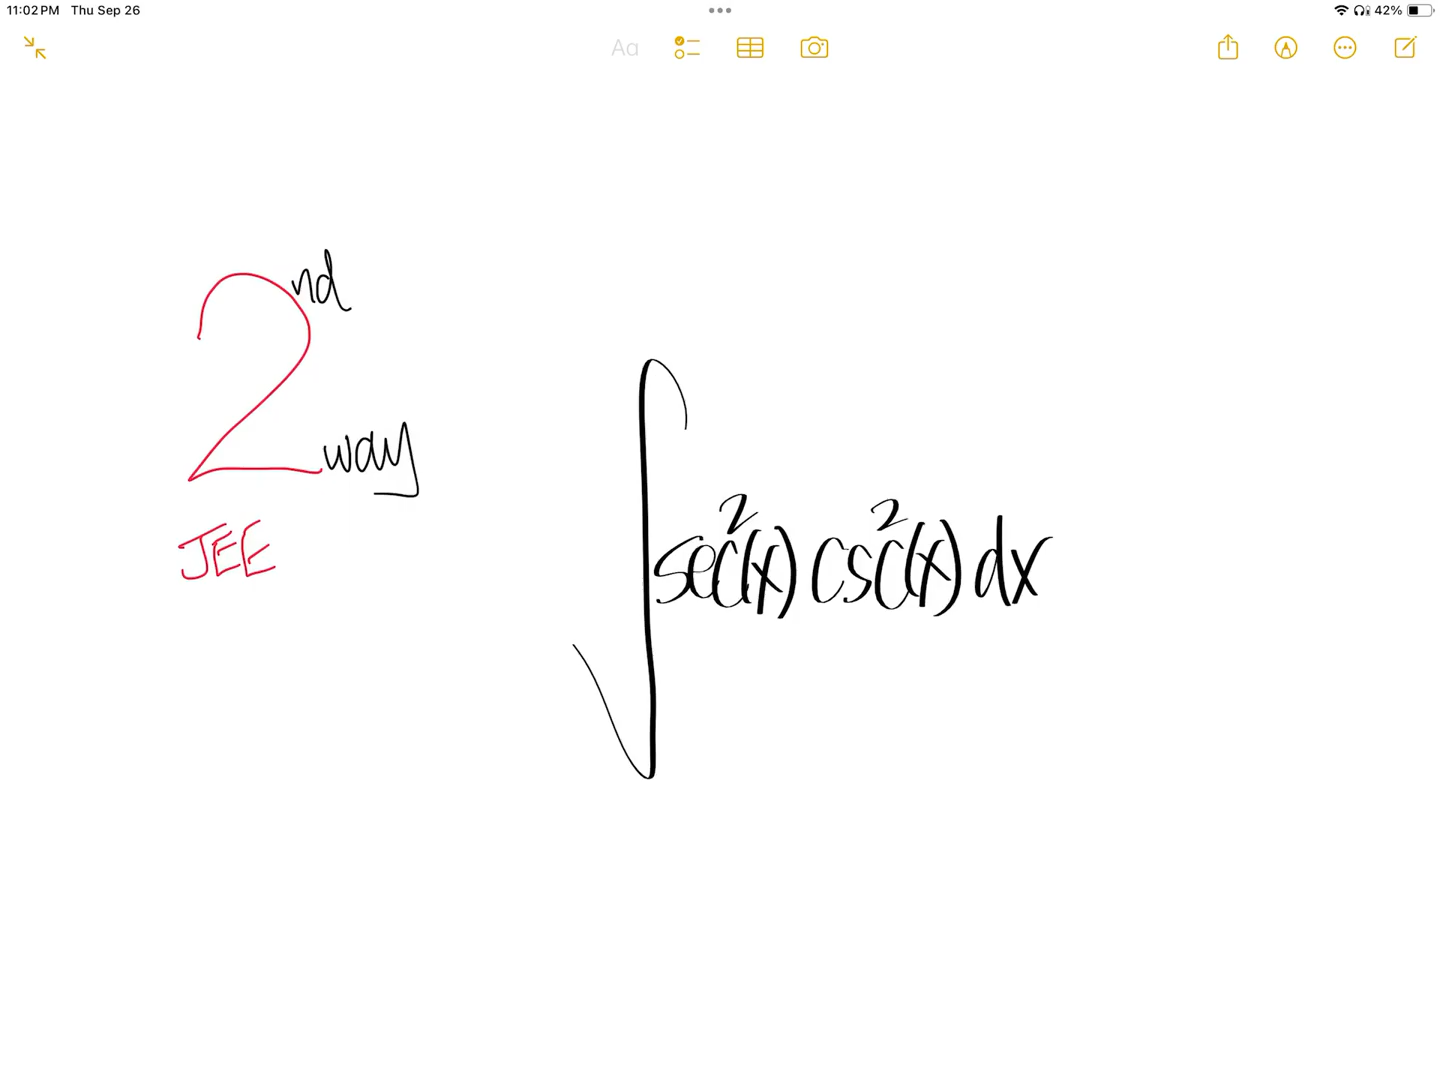 11:02 PM Thu Sep 26
42%
Aa
2nd
way
JEE
∫sec²(x) csc²(x) dx